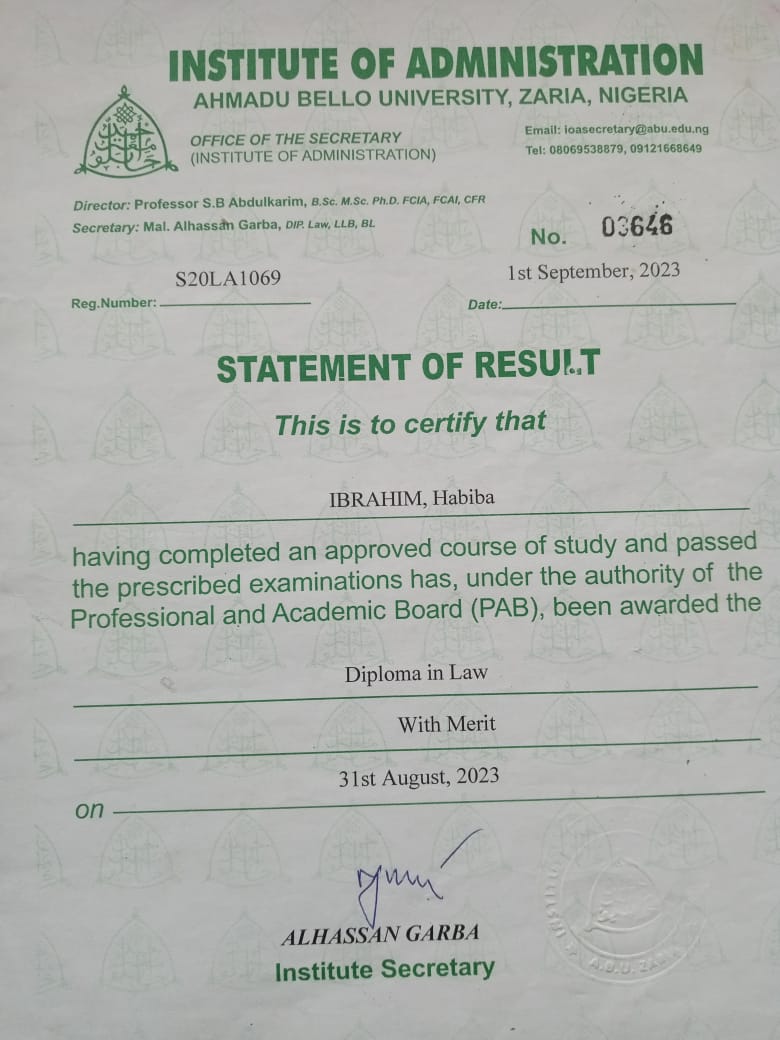 INSTITUTE OF ADMINISTRATION
AHMADU BELLO UNIVERSITY, ZARIA, NIGERIA
OFFICE OF THE SECRETARY
(INSTITUTE OF ADMINISTRATION)
Email: ioasecretary@abu.edu.ng
Tel: 08069538879, 09121668649
Director: Professor S.B Abdulkarim, B.Sc. M.Sc. Ph.D. FCIA, FCAI, CFR
Secretary: Mal. Alhassan Garba, DIP. Law, LLB, BL
No. 03646
S20LA1069
Reg.Number:
1st September, 2023
Date:
STATEMENT OF RESULT
This is to certify that
IBRAHIM, Habiba
having completed an approved course of study and passed
the prescribed examinations has, under the authority of the
Professional and Academic Board (PAB), been awarded the
Diploma in Law
With Merit
31st August, 2023
on
ALHASSAN GARBA
Institute Secretary